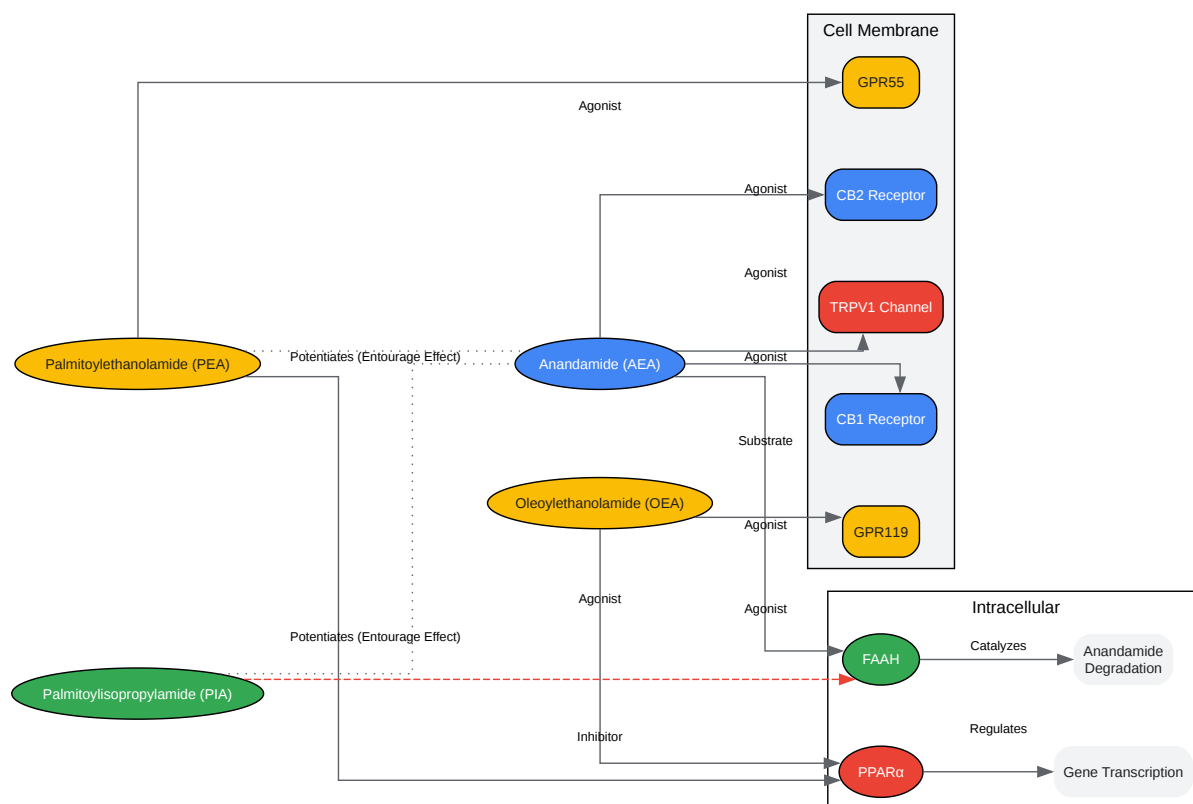 Cell Membrane
GPR55
Agonist
Agonist
CB2 Receptor
Agonist
TRPV1 Channel
Palmitoylethanolamide (PEA)
Potentiates (Entourage Effect)
Anandamide (AEA)
Agonist
CB1 Receptor
Substrate
Oleoylethanolamide (OEA)
Agonist
GPR119
Agonist
Agonist
Intracellular
Potentiates (Entourage Effect)
FAAH
Catalyzes
Anandamide
Degradation
Palmitoylisopropylamide (PIA)
Inhibitor
Regulates
PPARα
Gene Transcription